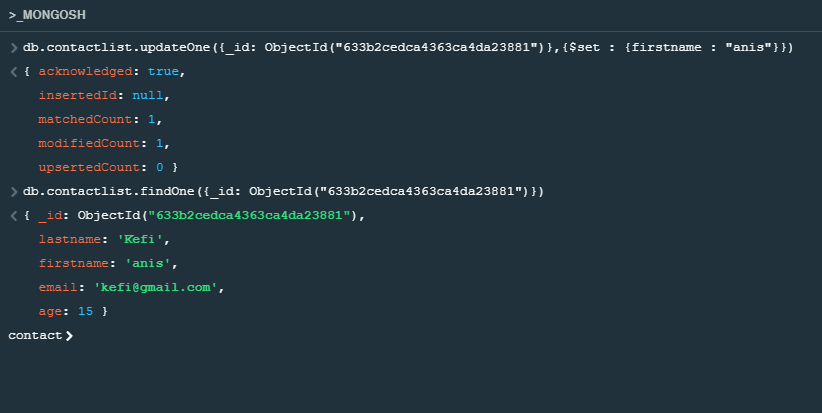 >_MONGOSH
> db.contactlist.updateOne({_id: ObjectId("633b2cedca4363ca4da23881")},{$set : {firstname : "anis"}})
< { acknowledged: true,
insertedId: null,
matchedCount: 1,
modifiedCount: 1,
upsertedCount: 0 }
> db.contactlist.findOne({_id: ObjectId("633b2cedca4363ca4da23881")})
< { _id: ObjectId("633b2cedca4363ca4da23881"),
lastname: 'Kefi',
firstname: 'anis',
email: 'kefi@gmail.com',
age: 15 }
contact>